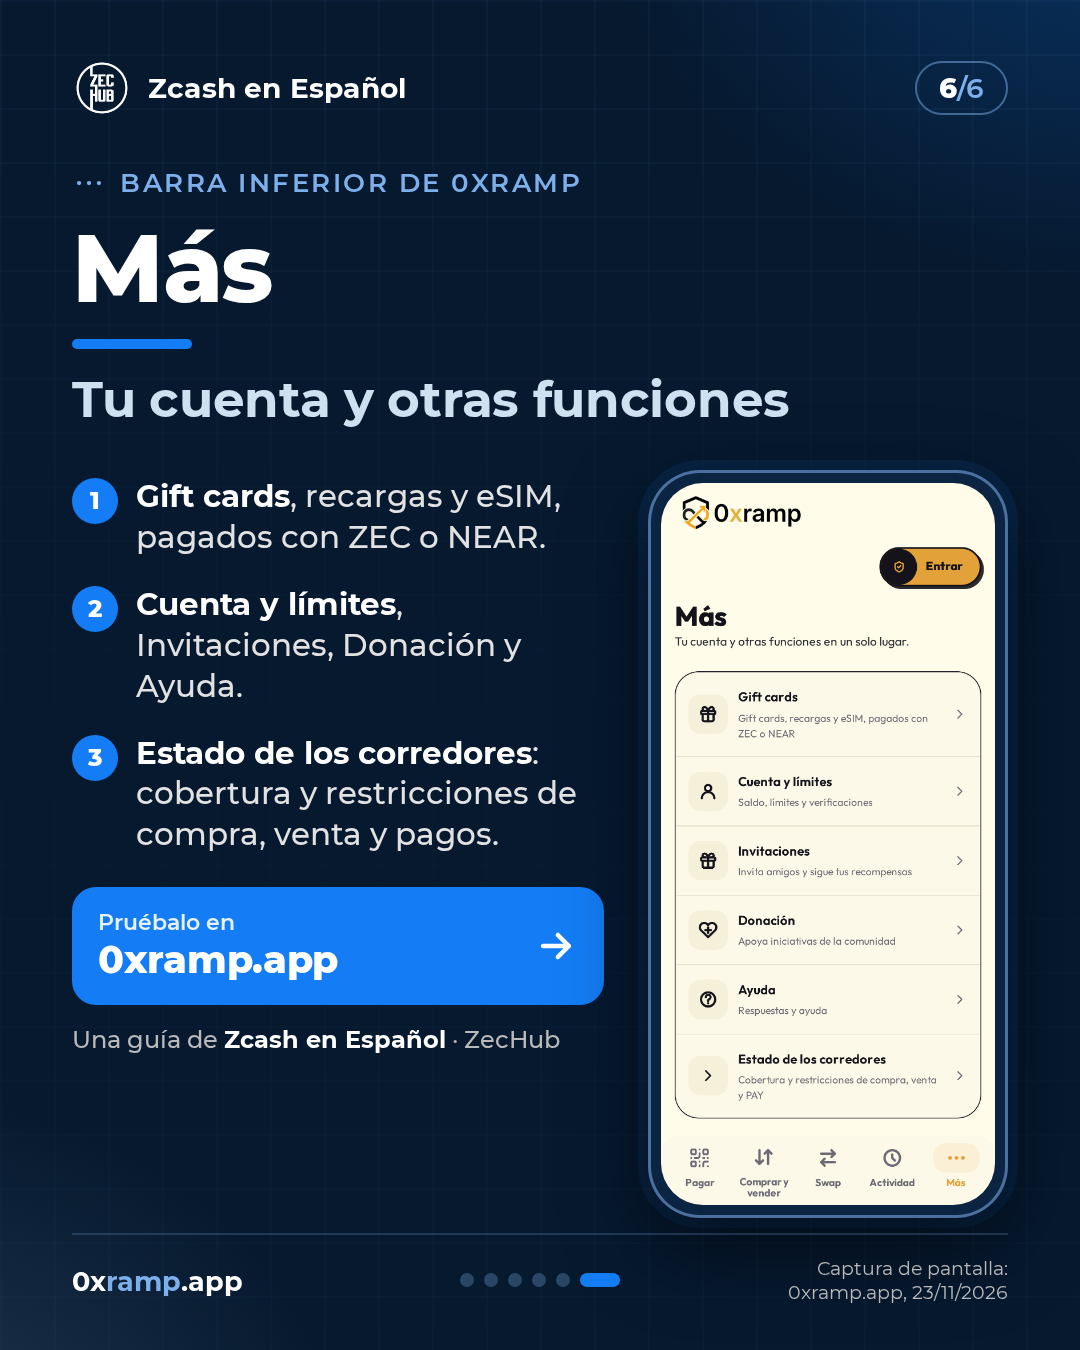 ZEC
HUB
Zcash en Español
6/6
··· BARRA INFERIOR DE 0XRAMP
Más
Tu cuenta y otras funciones
1 Gift cards, recargas y eSIM,
pagados con ZEC o NEAR.
2 Cuenta y límites,
Invitaciones, Donación y
Ayuda.
3 Estado de los corredores:
cobertura y restricciones de
compra, venta y pagos.
Pruébalo en
0xramp.app
Una guía de Zcash en Español · ZecHub
0xramp
Entrar
Más
Tu cuenta y otras funciones en un solo lugar.
Gift cards
Gift cards, recargas y eSIM, pagados con
ZEC o NEAR
Cuenta y límites
Saldo, límites y verificaciones
Invitaciones
Invita amigos y sigue tus recompensas
Donación
Apoya iniciativas de la comunidad
Ayuda
Respuestas y ayuda
Estado de los corredores
Cobertura y restricciones de compra, venta
y PAY
Pagar
Comprar y
vender
Swap
Actividad
Más
0xramp.app
Captura de pantalla:
0xramp.app, 23/11/2026